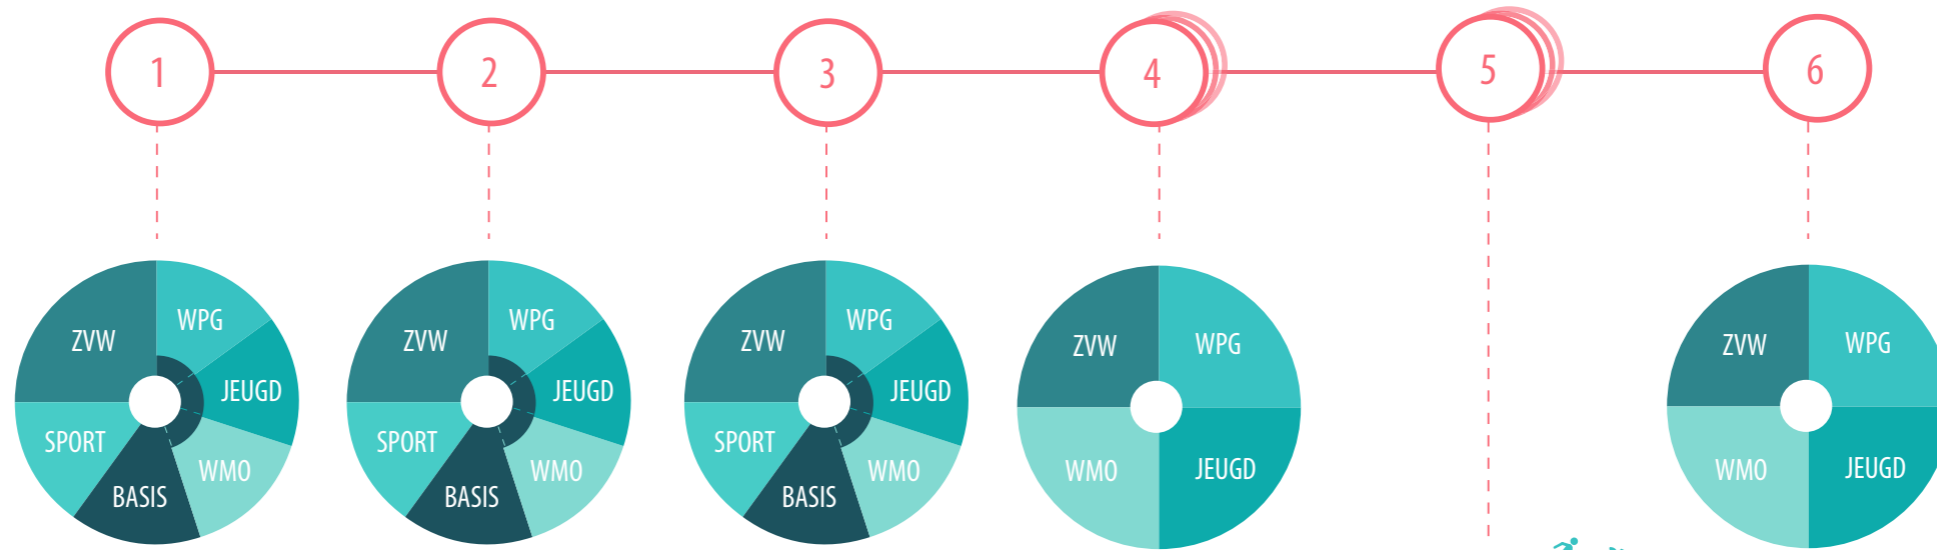 1
2
3
4
5
6
ZVW
WPG
JEUGD
WMO
BASIS
SPORT
ZVW
WPG
JEUGD
WMO
BASIS
SPORT
ZVW
WPG
JEUGD
WMO
BASIS
SPORT
ZVW
WPG
JEUGD
WMO
ZVW
WPG
JEUGD
WMO